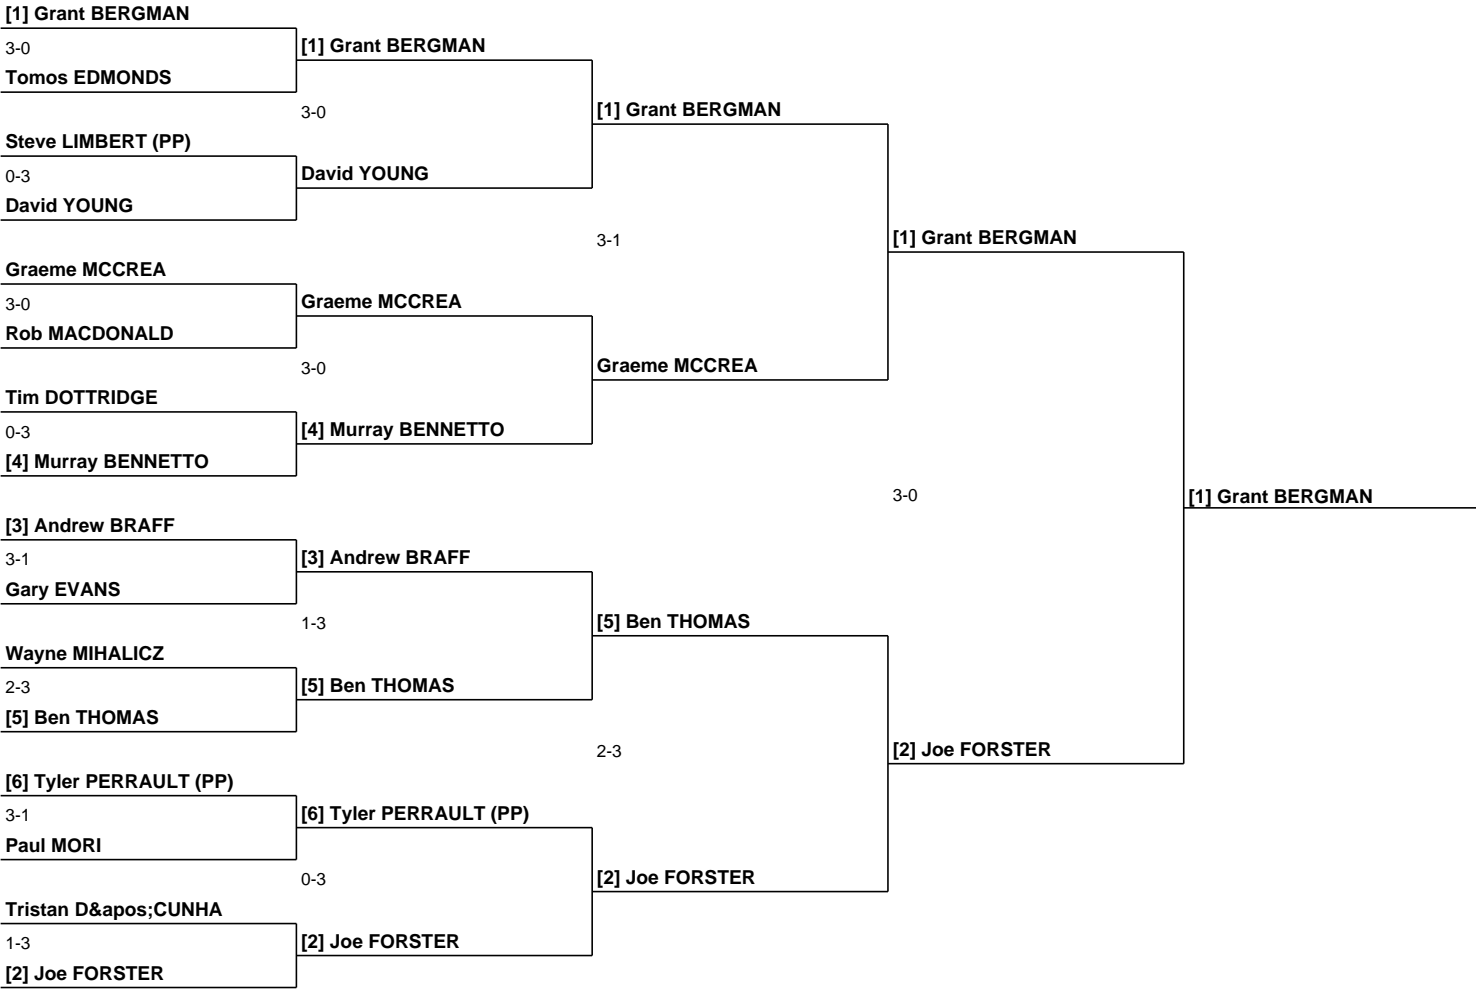 [1] Grant BERGMAN
3-0
Tomos EDMONDS
Steve LIMBERT (PP)
0-3
David YOUNG
Graeme MCCREA
3-0
Rob MACDONALD
Tim DOTTRIDGE
0-3
[4] Murray BENNETTO
[3] Andrew BRAFF
3-1
Gary EVANS
Wayne MIHALICZ
2-3
[5] Ben THOMAS
[6] Tyler PERRAULT (PP)
3-1
Paul MORI
Tristan D&apos;CUNHA
1-3
[2] Joe FORSTER
[1] Grant BERGMAN
3-0
David YOUNG
Graeme MCCREA
3-0
[4] Murray BENNETTO
[3] Andrew BRAFF
1-3
[5] Ben THOMAS
[6] Tyler PERRAULT (PP)
0-3
[2] Joe FORSTER
[1] Grant BERGMAN
3-1
Graeme MCCREA
[5] Ben THOMAS
2-3
[2] Joe FORSTER
[1] Grant BERGMAN
3-0
[2] Joe FORSTER
[1] Grant BERGMAN